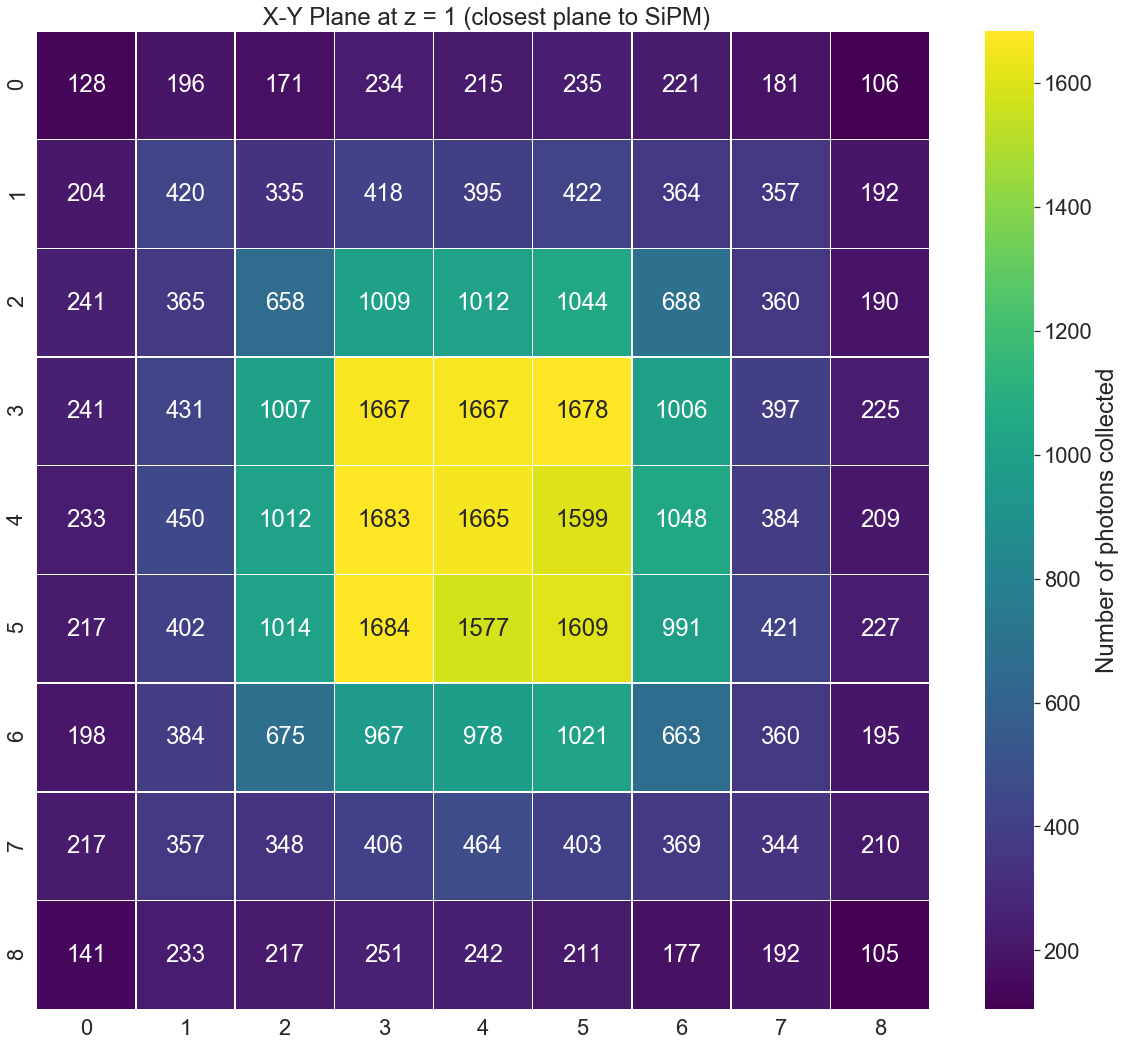 X-Y Plane at z = 1 (closest plane to SiPM)
0 128 196 171 234 215 235 221 181 106
1 204 420 335 418 395 422 364 357 192
2 241 365 658 1009 1012 1044 688 360 190
3 241 431 1007 1667 1667 1678 1006 397 225
4 233 450 1012 1683 1665 1599 1048 384 209
5 217 402 1014 1684 1577 1609 991 421 227
6 198 384 675 967 978 1021 663 360 195
7 217 357 348 406 464 403 369 344 210
8 141 233 217 251 242 211 177 192 105
0 1 2 3 4 5 6 7 8
1600
1400
1200
1000
800
600
400
200
Number of photons collected